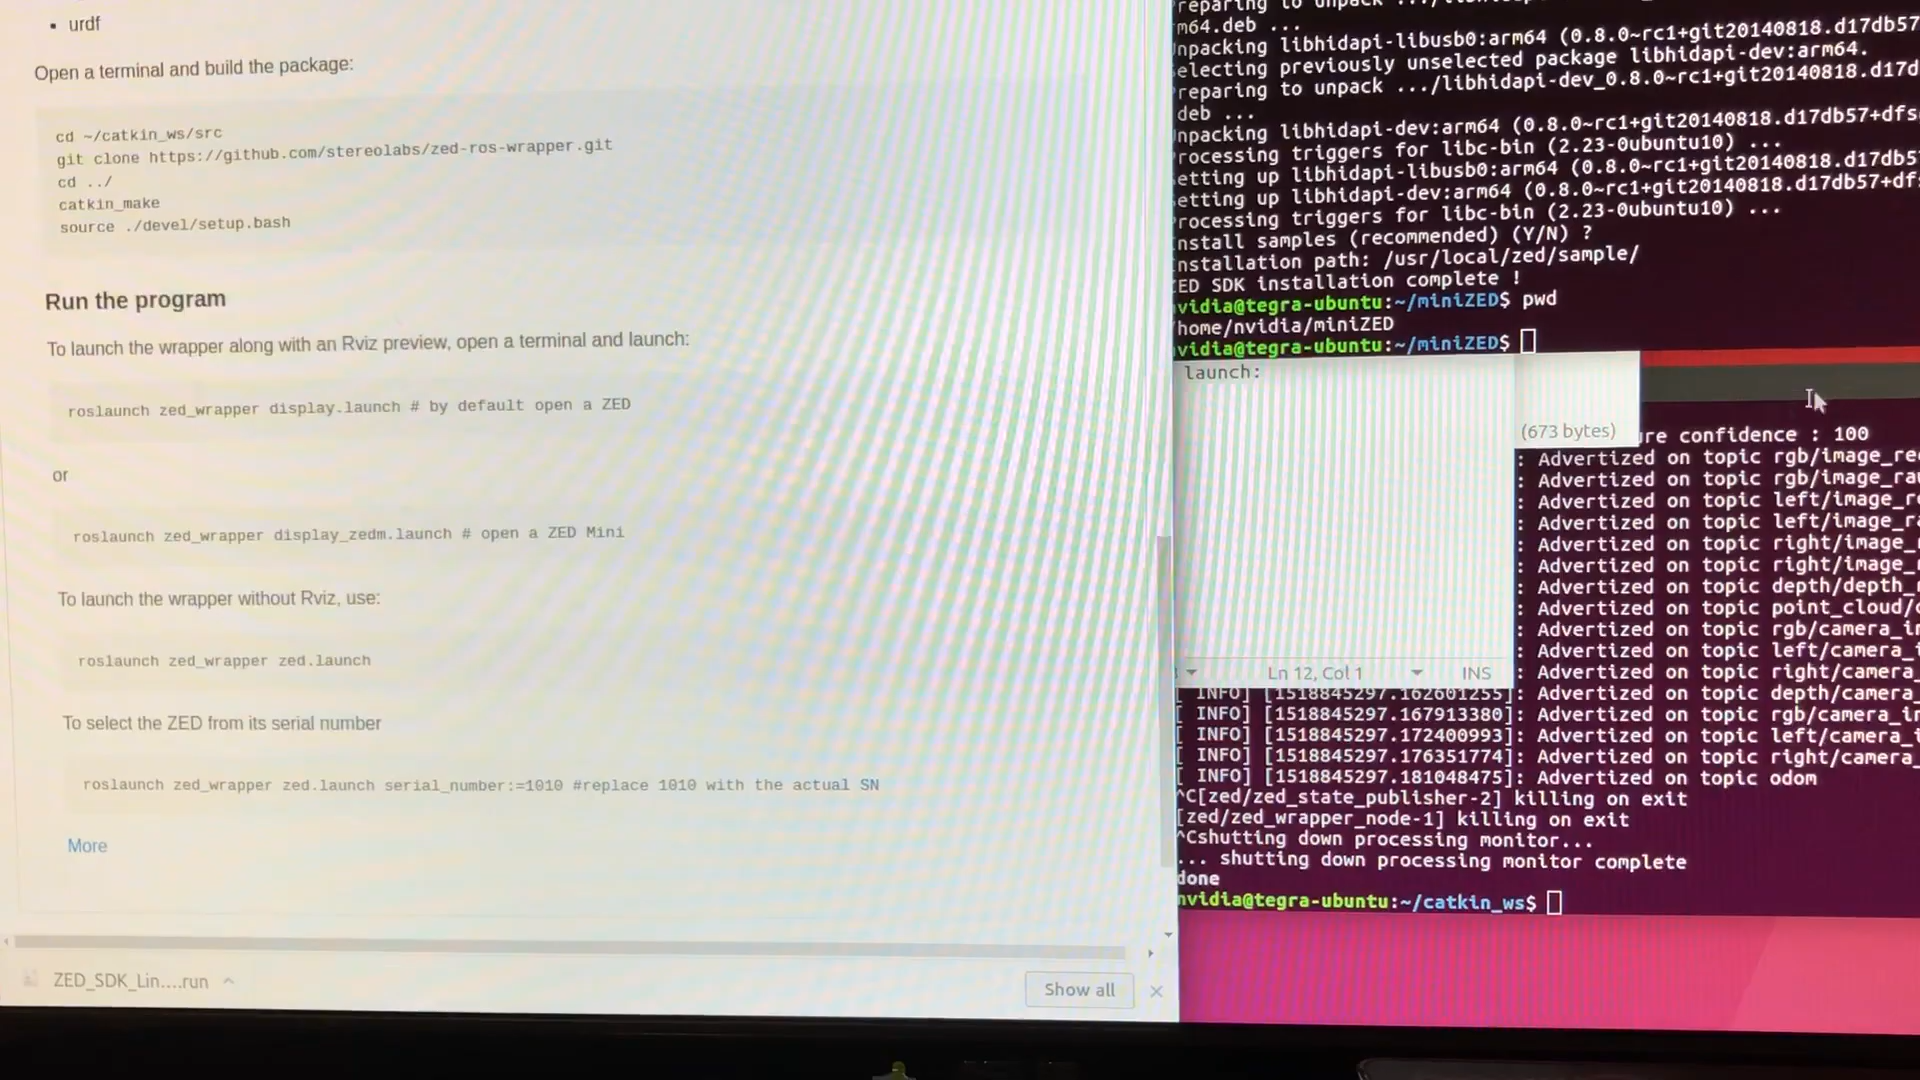 urdf
Open a terminal and build the package:
cd ~/catkin_ws/src
git clone https://github.com/stereolabs/zed-ros-wrapper.git
cd ../
catkin_make
source ./devel/setup.bash
Run the program
To launch the wrapper along with an Rviz preview, open a terminal and launch:
roslaunch zed_wrapper display.launch # by default open a ZED
or
roslaunch zed_wrapper display_zedm.launch # open a ZED Mini
To launch the wrapper without Rviz, use:
roslaunch zed_wrapper zed.launch
To select the ZED from its serial number
roslaunch zed_wrapper zed.launch serial_number:=1010 #replace 1010 with the actual SN
More
ZED_SDK_Lin....run
Show all
reparing to unpack
m64.deb ...
npacking libhidapi-libusb0:arm64 (0.8.0~rc1+git20140818.d17db57
electing previously unselected package libhidapi-dev:arm64.
reparing to unpack .../libhidapi-dev_0.8.0~rc1+git20140818.d17d
deb ...
npacking libhidapi-dev:arm64 (0.8.0~rc1+git20140818.d17db57+dfs
rocessing triggers for libc-bin (2.23-0ubuntu10) ...
etting up libhidapi-libusb0:arm64 (0.8.0~rc1+git20140818.d17db5
etting up libhidapi-dev:arm64 (0.8.0~rc1+git20140818.d17db57+df
rocessing triggers for libc-bin (2.23-0ubuntu10) ...
nstall samples (recommended) (Y/N) ?
nstallation path: /usr/local/zed/sample/
ED SDK installation complete !
vidia@tegra-ubuntu:~/miniZED$ pwd
/home/nvidia/miniZED
vidia@tegra-ubuntu:~/miniZED$
launch:
(673 bytes)
re confidence : 100
: Advertized on topic rgb/image_re
: Advertized on topic rgb/image_ra
: Advertized on topic left/image_r
: Advertized on topic left/image_r
: Advertized on topic right/image_
: Advertized on topic right/image_
: Advertized on topic depth/depth_
: Advertized on topic point_cloud/
: Advertized on topic rgb/camera_i
: Advertized on topic left/camera_
: Advertized on topic right/camera_
Ln 12, Col 1 INS
[ INFO] [1518845297.162601255]: Advertized on topic depth/camera_
[ INFO] [1518845297.167913380]: Advertized on topic rgb/camera_in
[ INFO] [1518845297.172400993]: Advertized on topic left/camera_
[ INFO] [1518845297.176351774]: Advertized on topic right/camera_
[ INFO] [1518845297.181048475]: Advertized on topic odom
^C[zed/zed_state_publisher-2] killing on exit
[zed/zed_wrapper_node-1] killing on exit
^Cshutting down processing monitor...
... shutting down processing monitor complete
done
nvidia@tegra-ubuntu:~/catkin_ws$